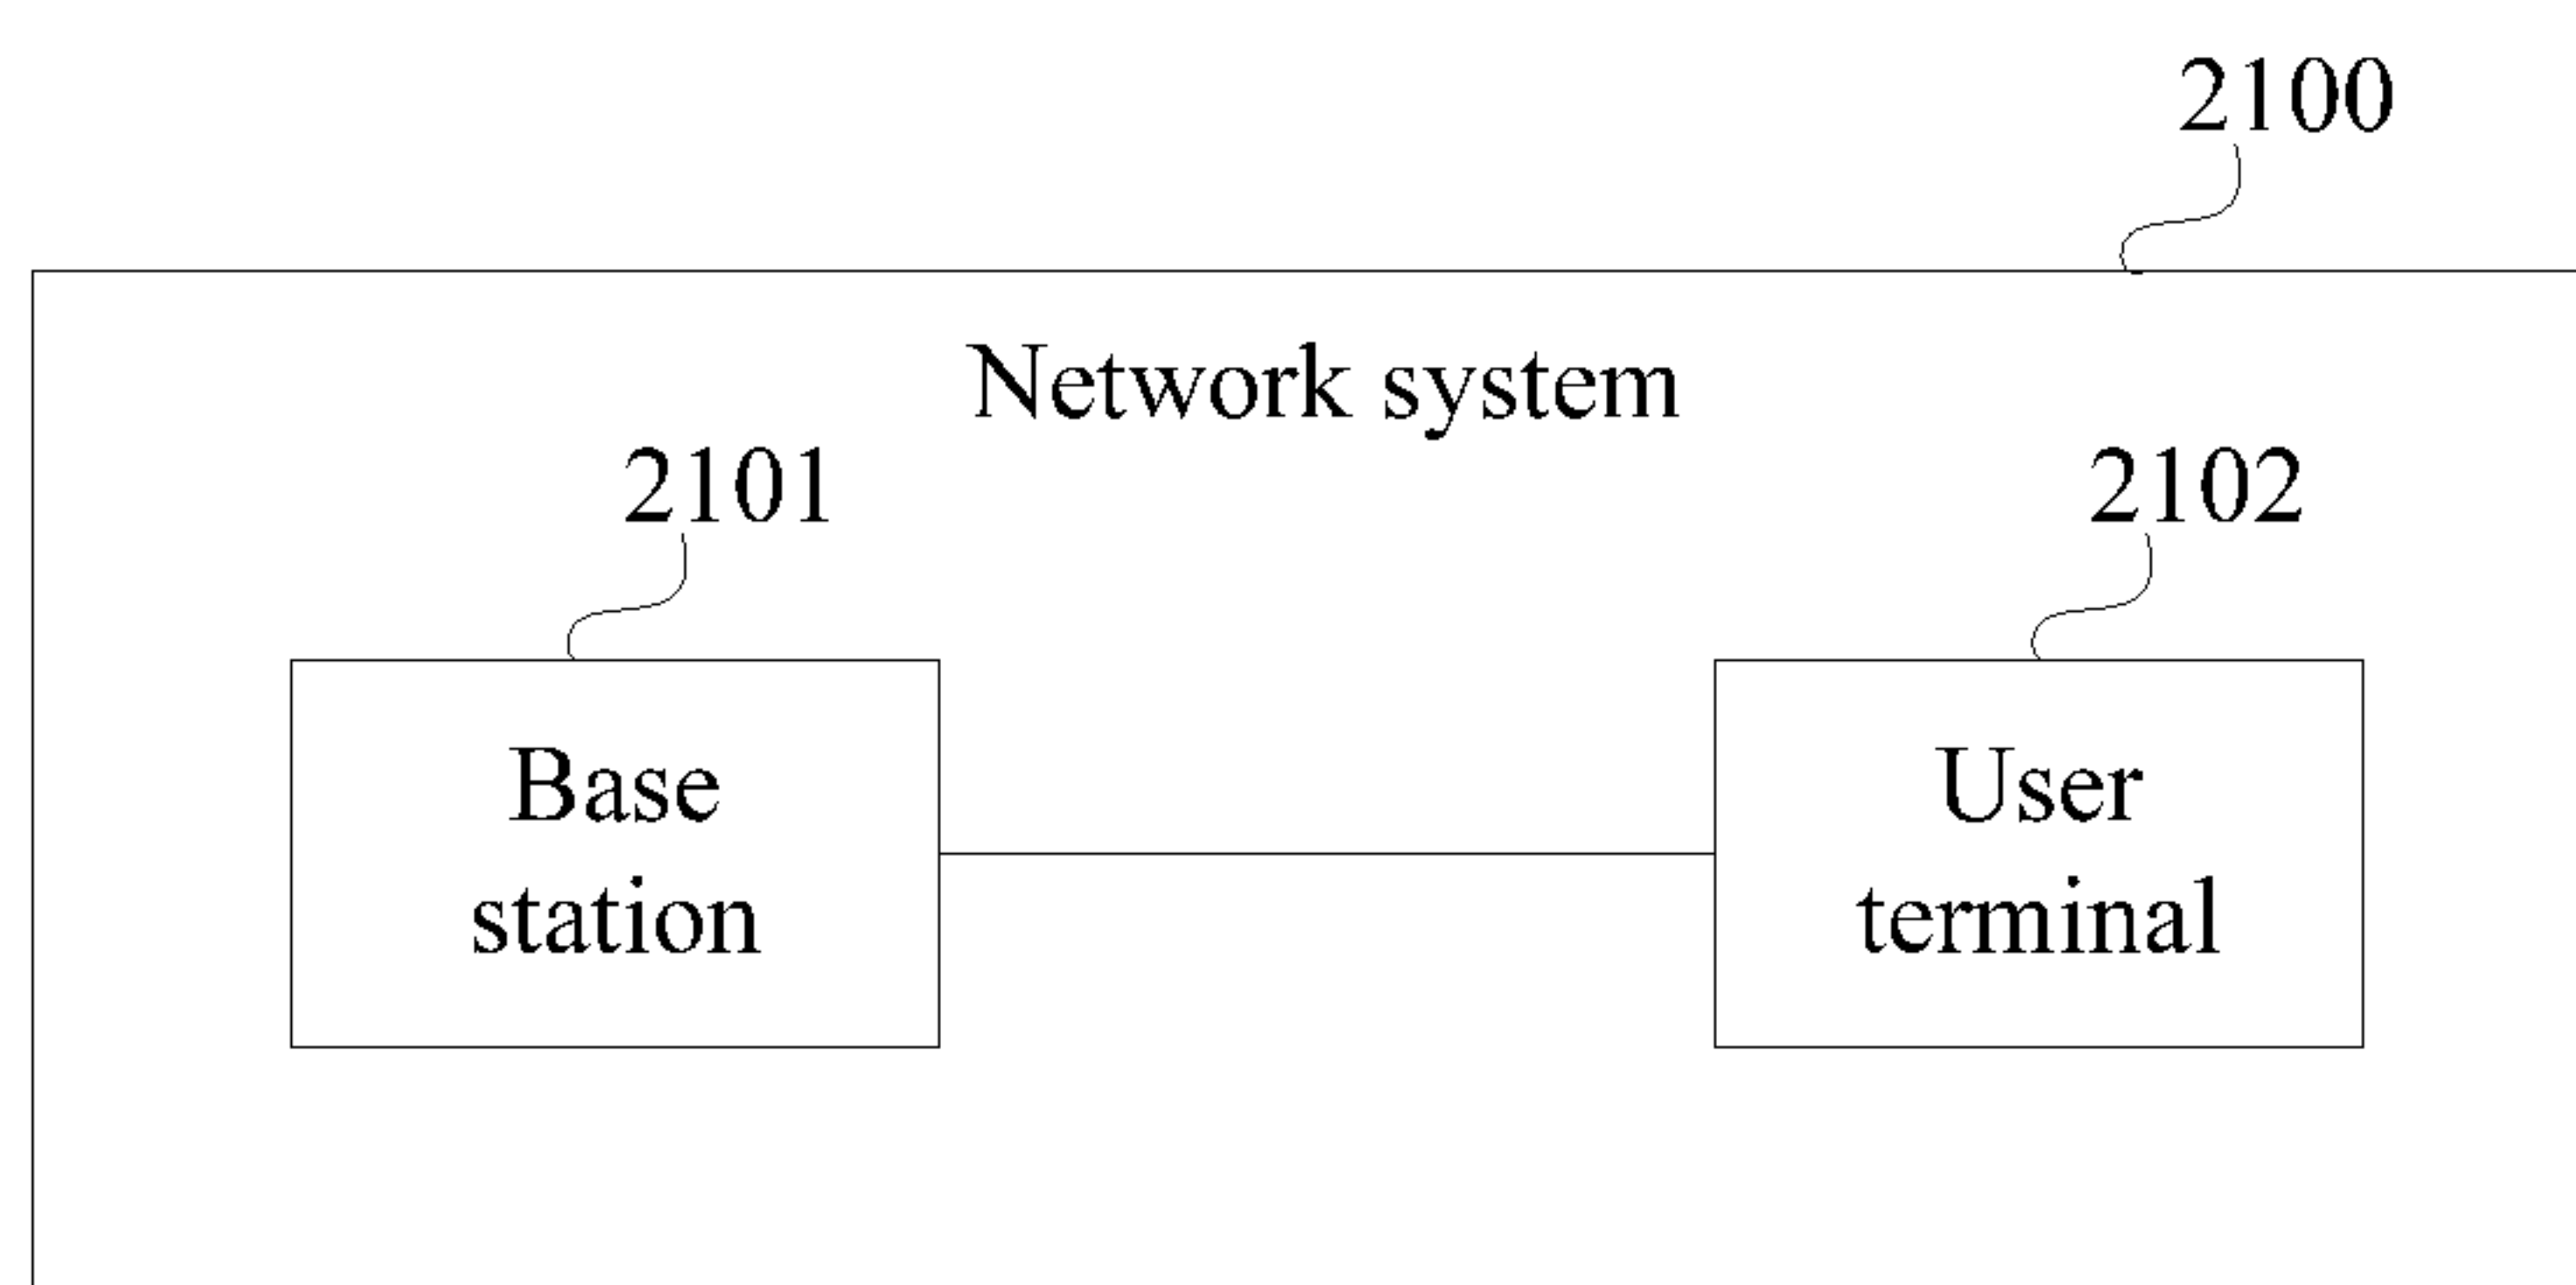 2100
Network system
2101
2102
Base
station
User
terminal